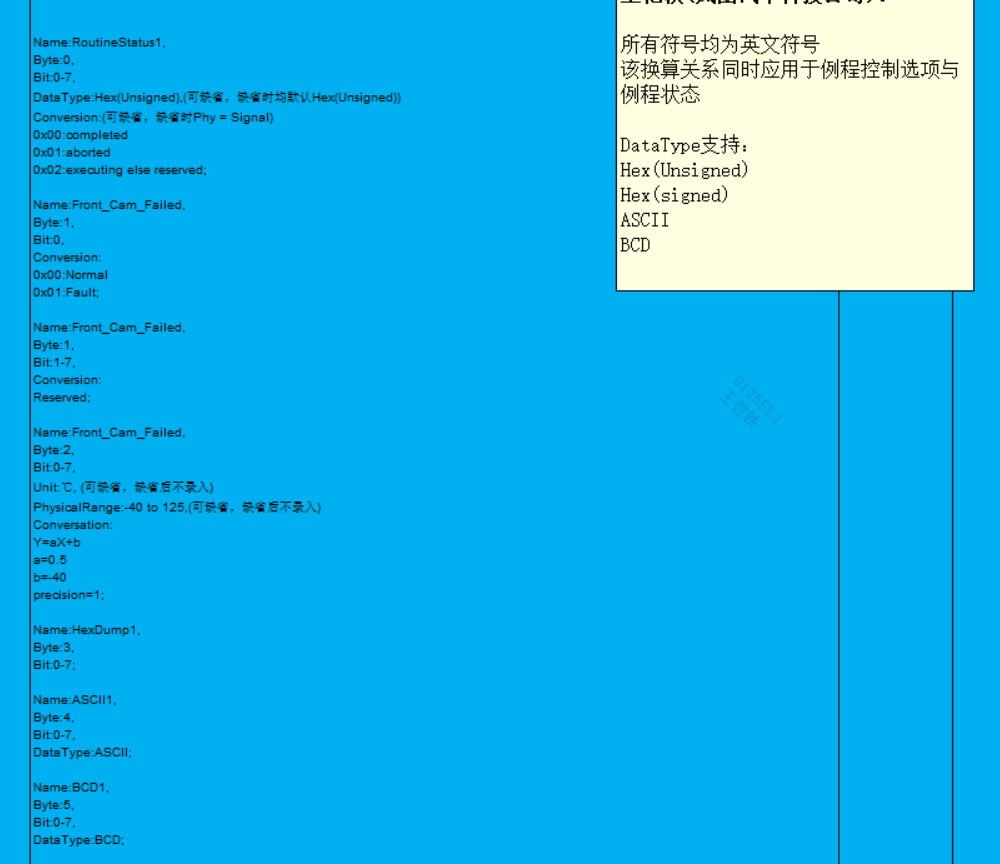 Name:RoutineStatus1,
Byte:0,
Bit:0-7,
DataType:Hex(Unsigned),(可缺省，缺省时均默认Hex(Unsigned))
Conversion:(可缺省，缺省时Phy = Signal)
0x00:completed
0x01:aborted
0x02:executing else reserved;
Name:Front_Cam_Failed,
Byte:1,
Bit:0,
Conversion:
0x00:Normal
0x01:Fault;
Name:Front_Cam_Failed,
Byte:1,
Bit:1-7,
Conversion:
Reserved;
Name:Front_Cam_Failed,
Byte:2,
Bit:0-7,
Unit:℃, (可缺省，缺省后不录入)
PhysicalRange:-40 to 125,(可缺省，缺省后不录入)
Conversation:
Y=aX+b
a=0.5
b=-40
precision=1;
Name:HexDump1,
Byte:3,
Bit:0-7;
Name:ASCII1,
Byte:4,
Bit:0-7,
DataType:ASCII;
Name:BCD1,
Byte:5,
Bit:0-7,
DataType:BCD;
所有符号均为英文符号
该换算关系同时应用于例程控制选项与
例程状态
DataType支持：
Hex(Unsigned)
Hex(signed)
ASCII
BCD